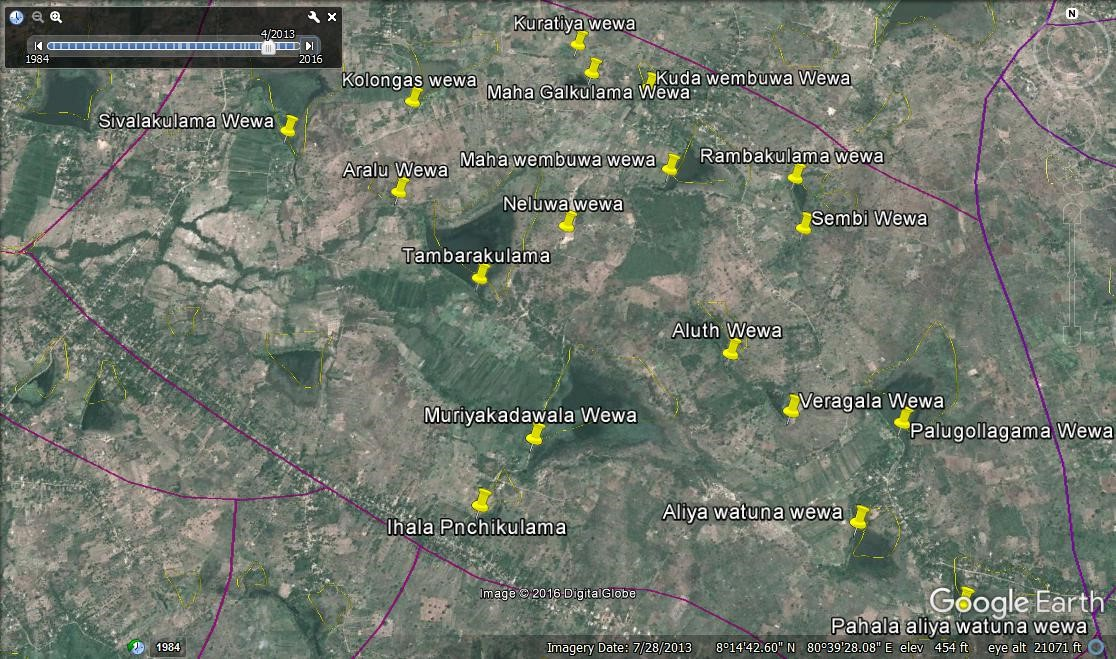 4/2013
1984
2016
N
Kuratiya wewa
Kolongas wewa
Kuda wembuwa Wewa
Maha Galkulama Wewa
Sivalakulama Wewa
Aralu Wewa
Maha wembuwa wewa
Rambakulama wewa
Neluwa wewa
Sembi Wewa
Tambarakulama
Aluth Wewa
Veragala Wewa
Muriyakadawala Wewa
Palugollagama Wewa
Aliya watuna wewa
Ihala Pnchikulama
Image © 2016 DigitalGlobe
Google Earth
Pahala aliya watuna wewa
1984
Imagery Date: 7/28/2013 8°14'42.60" N 80°39'28.08" E elev 454 ft eye alt 21071 ft